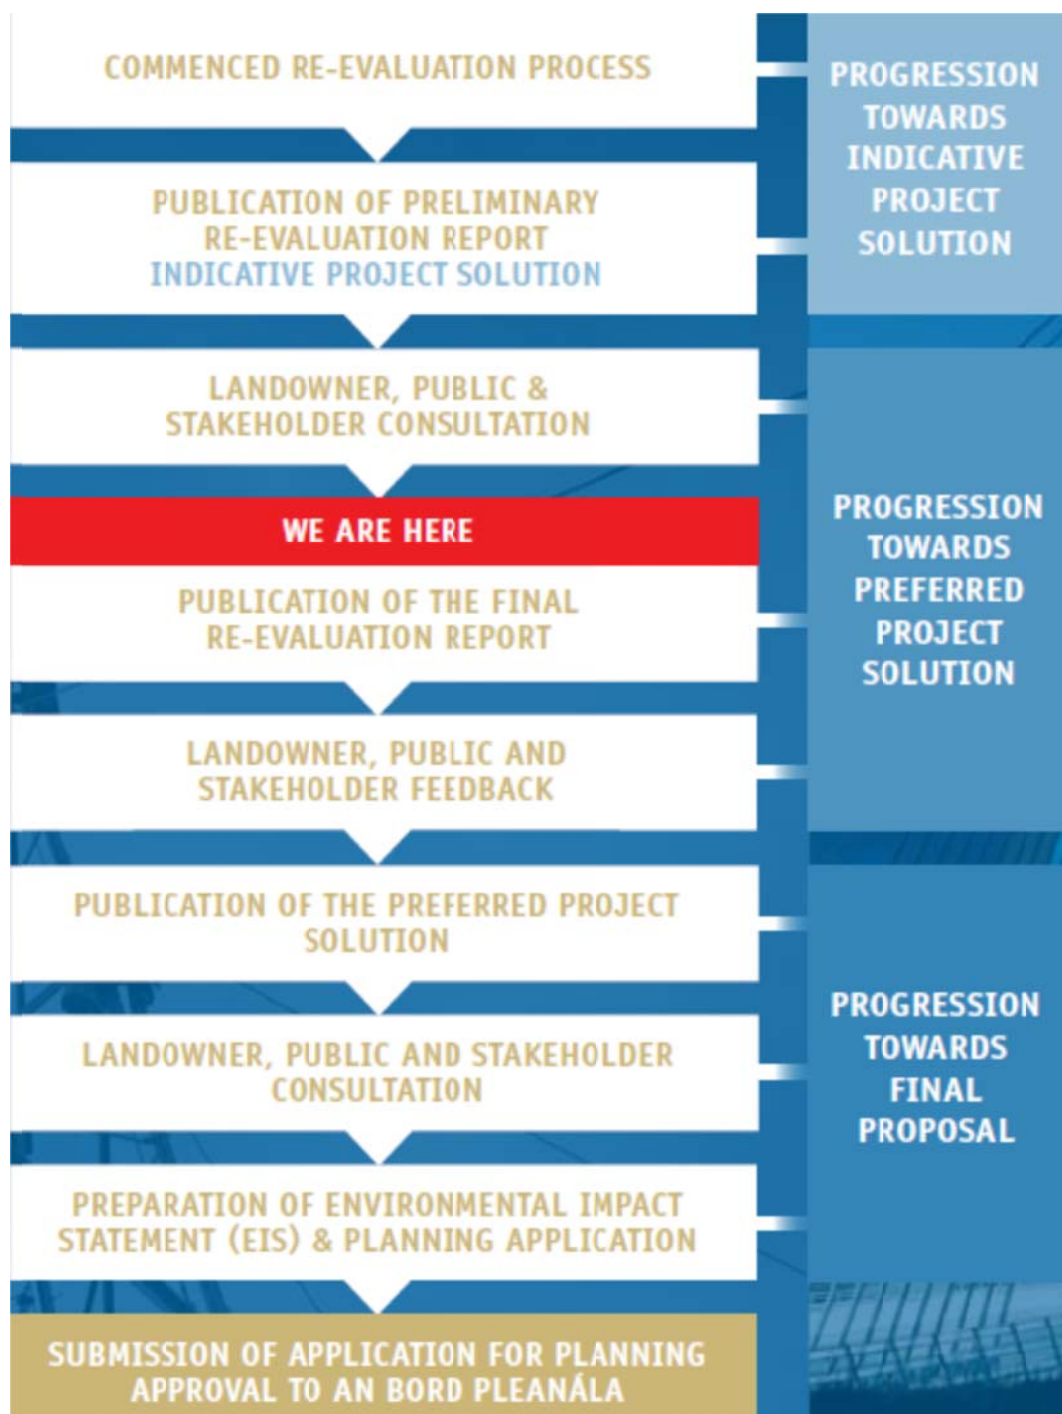 COMMENCED RE-EVALUATION PROCESS
PROGRESSION
TOWARDS
INDICATIVE
PROJECT
SOLUTION
PUBLICATION OF PRELIMINARY
RE-EVALUATION REPORT
INDICATIVE PROJECT SOLUTION
LANDOWNER, PUBLIC &
STAKEHOLDER CONSULTATION
PROGRESSION
TOWARDS
PREFERRED
PROJECT
SOLUTION
WE ARE HERE
PUBLICATION OF THE FINAL
RE-EVALUATION REPORT
LANDOWNER, PUBLIC AND
STAKEHOLDER FEEDBACK
PUBLICATION OF THE PREFERRED PROJECT
SOLUTION
PROGRESSION
TOWARDS
FINAL
PROPOSAL
LANDOWNER, PUBLIC AND STAKEHOLDER
CONSULTATION
PREPARATION OF ENVIRONMENTAL IMPACT
STATEMENT (EIS) & PLANNING APPLICATION
SUBMISSION OF APPLICATION FOR PLANNING
APPROVAL TO AN BORD PLEANÁLA